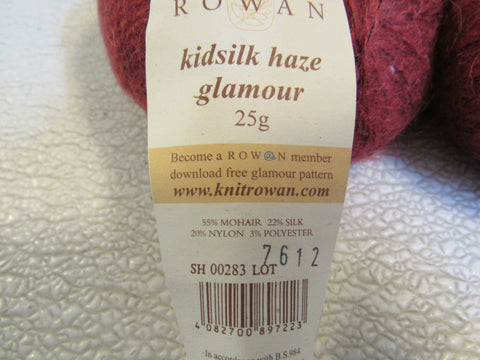 ROWAN
kidsilk haze
glamour
25g
Become a ROWAN member
download free glamour pattern
www.knitrowan.com
55% MOHAIR 22% SILK
20% NYLON 3% POLYESTER
SH 00283 LOT 7612
4 082700 897223
In accordance with B.S.984